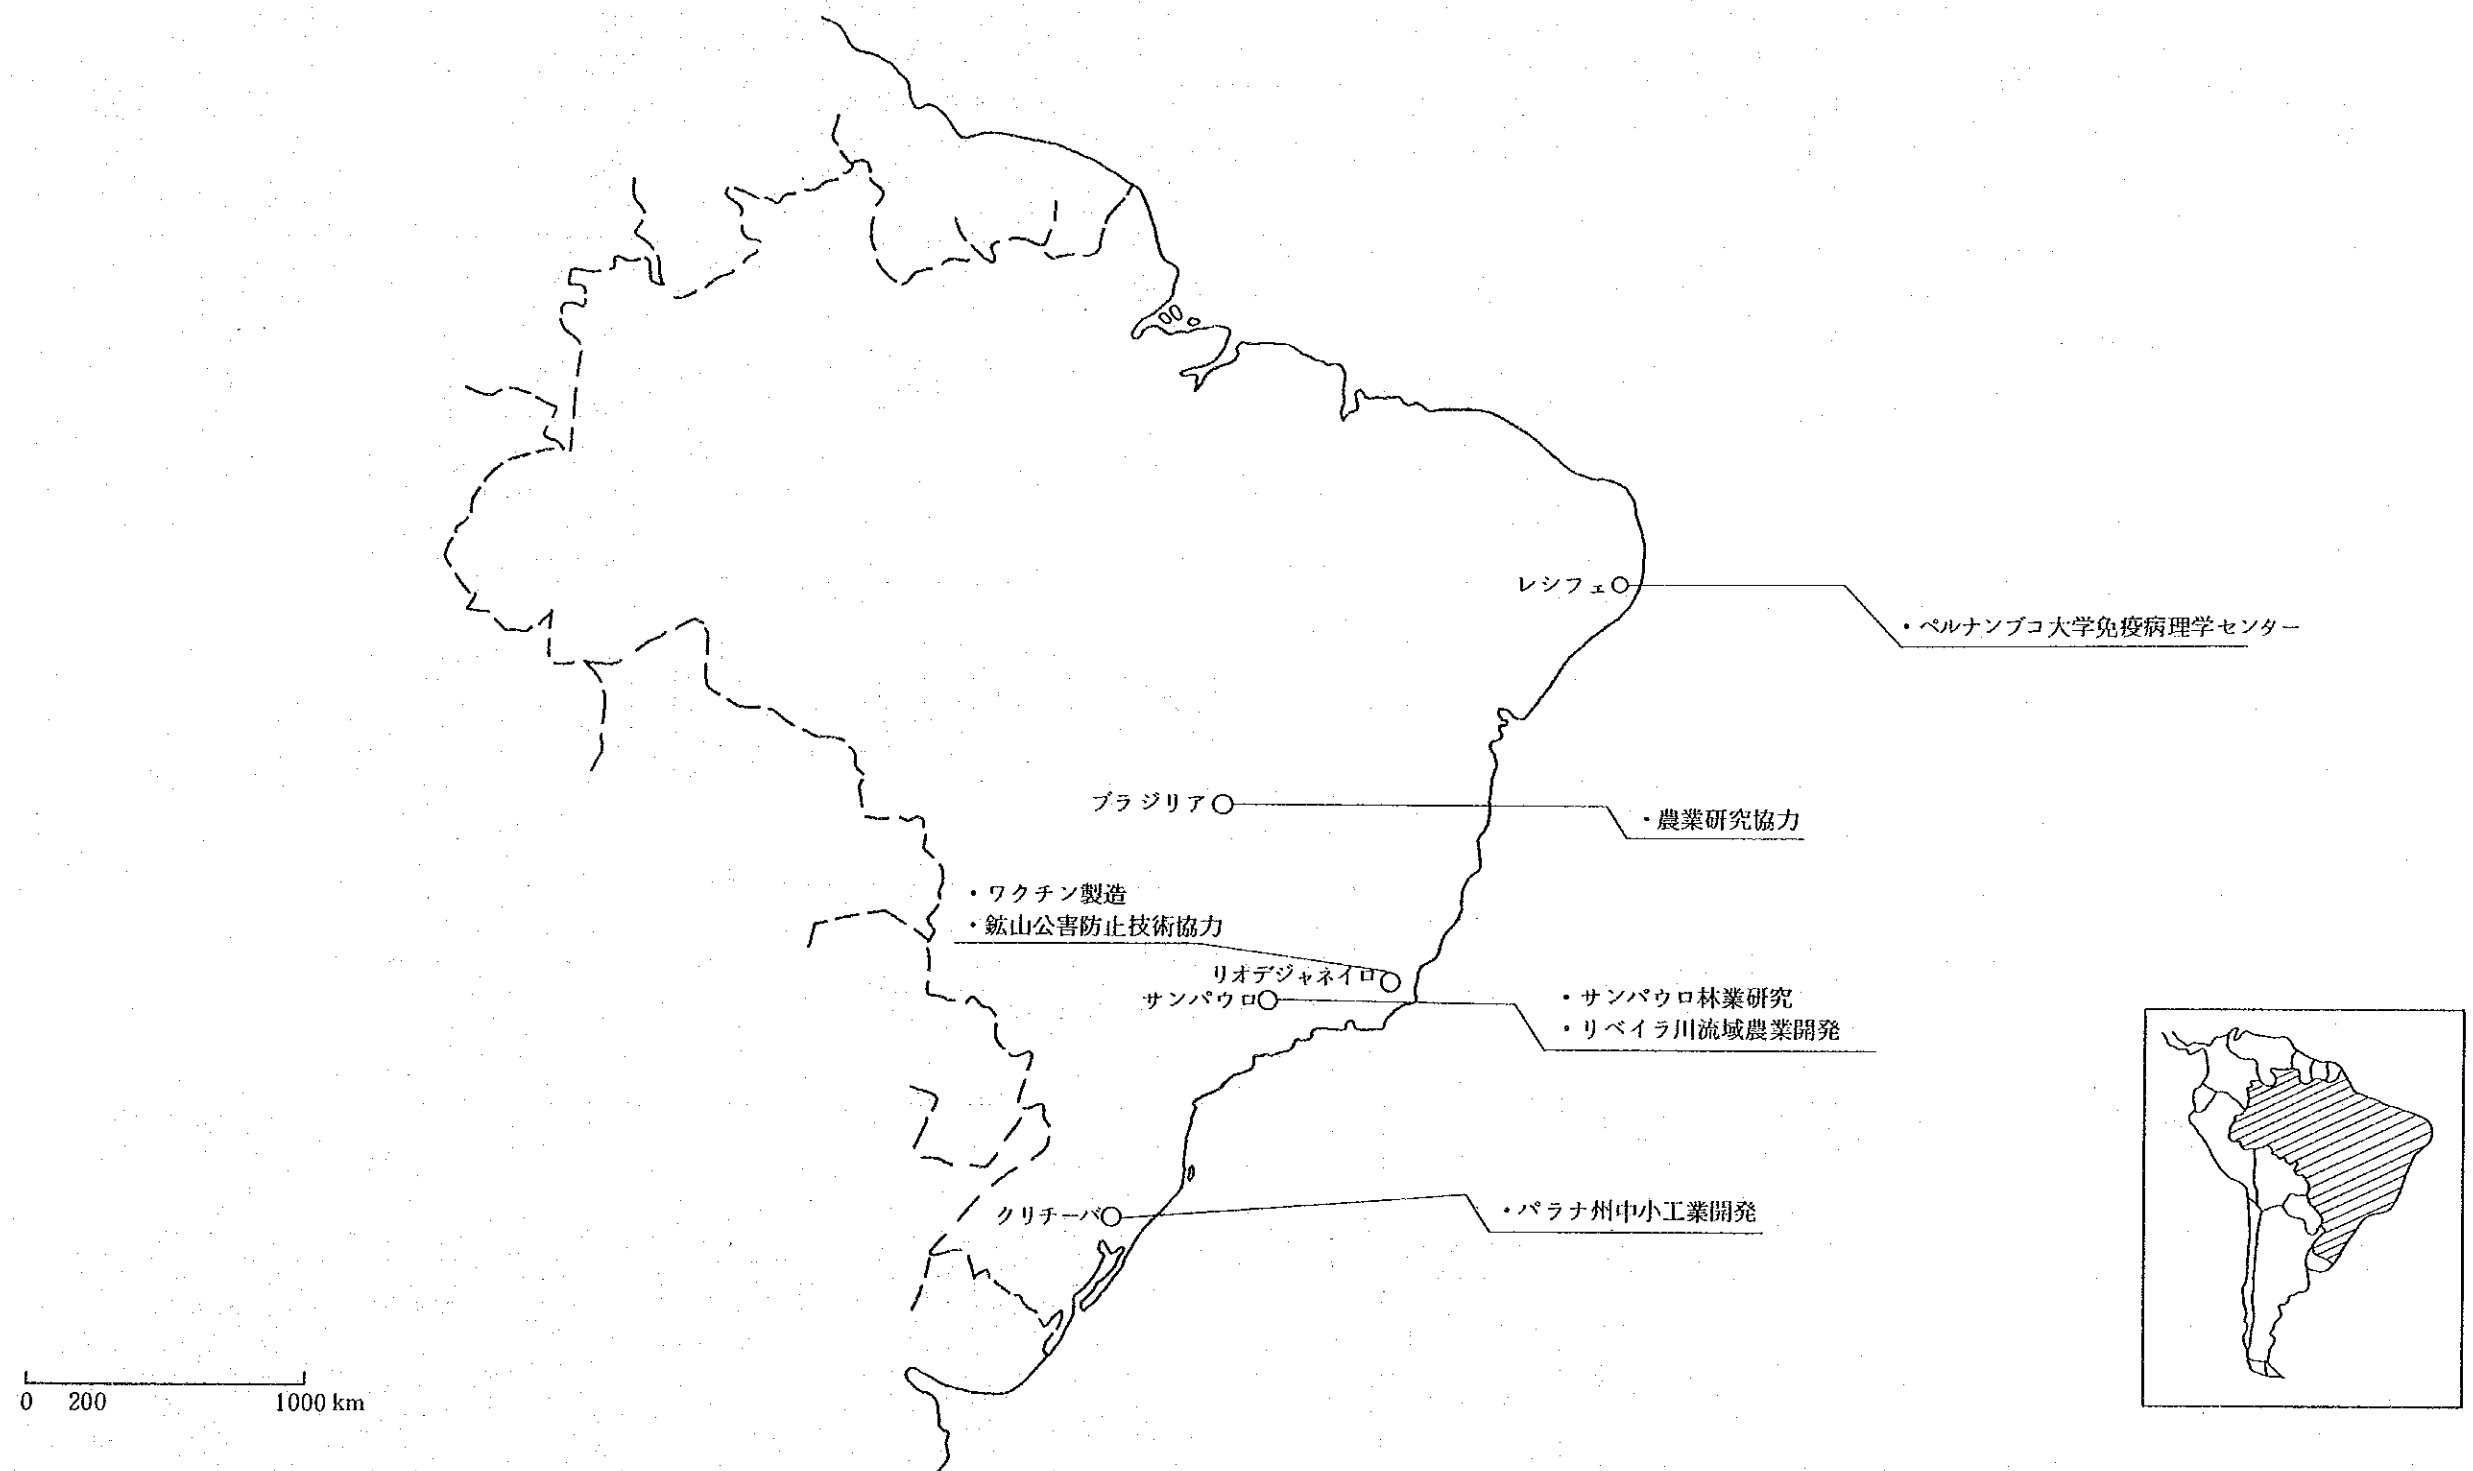 レシフェ
・ペルナンブコ大学免疫病理学センター
ブラジリア
・農業研究協力
・ワクチン製造
・鉱山公害防止技術協力
リオデジャネイロ
サンパウロ
・サンパウロ林業研究
・リベイラ川流域農業開発
クリチーバ
・パラナ州中小工業開発
0 200 1000 km